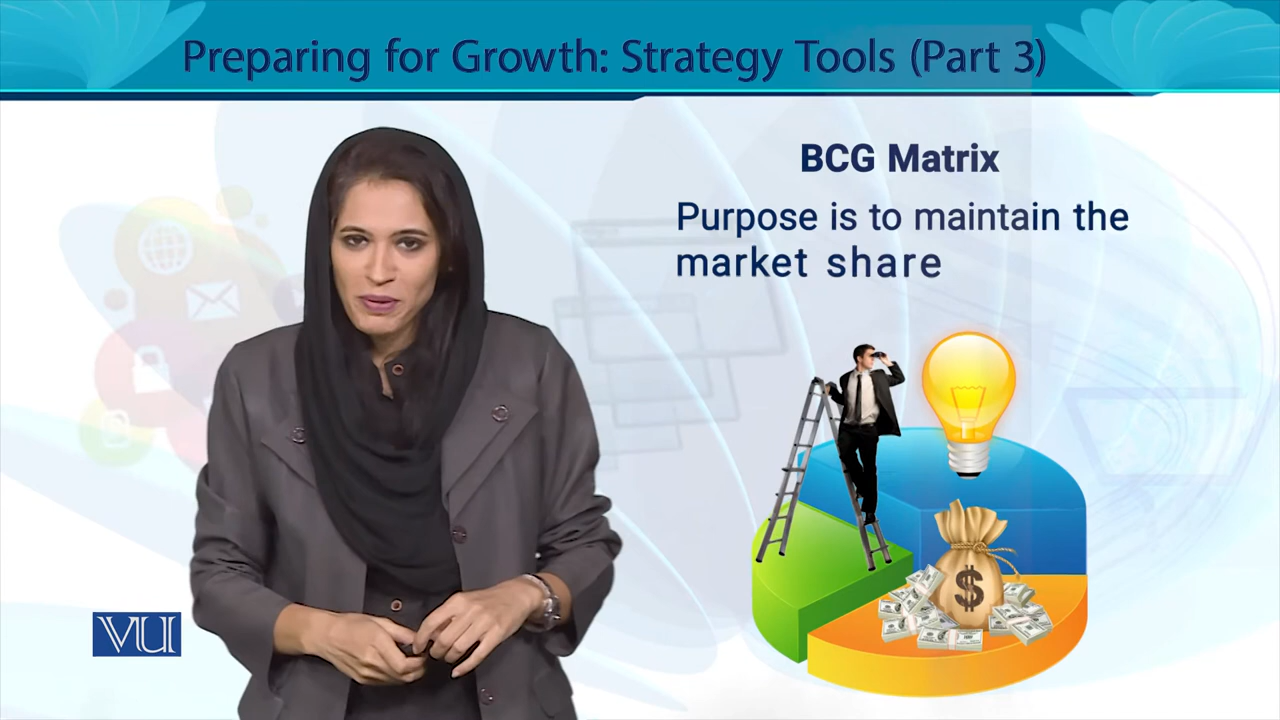 Preparing for Growth: Strategy Tools (Part 3)
BCG Matrix
Purpose is to maintain the
market share
$
VU